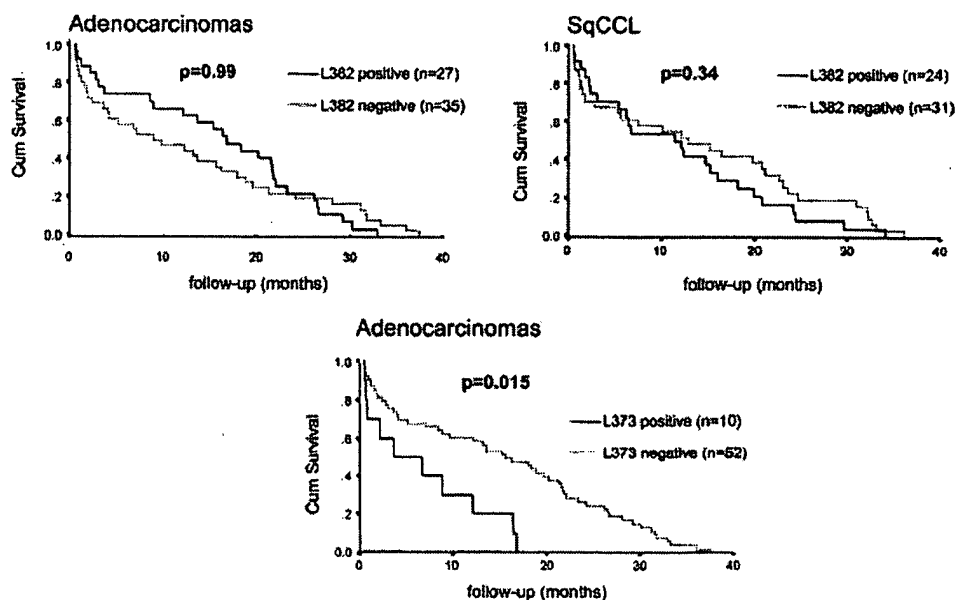 Adenocarcinomas
p=0.99
L382 positive (n=27)
L382 negative (n=35)
Cum Survival
1.0
.8
.6
.4
.2
0.0
0 10 20 30 40
follow-up (months)
SqCCL
p=0.34
L382 positive (n=24)
L382 negative (n=31)
Cum Survival
1.0
.8
.6
.4
.2
0.0
0 10 20 30 40
follow-up (months)
Adenocarcinomas
p=0.015
L373 positive (n=10)
L373 negative (n=52)
Cum Survival
1.0
.8
.6
.4
.2
0.0
0 10 20 30 40
follow-up (months)